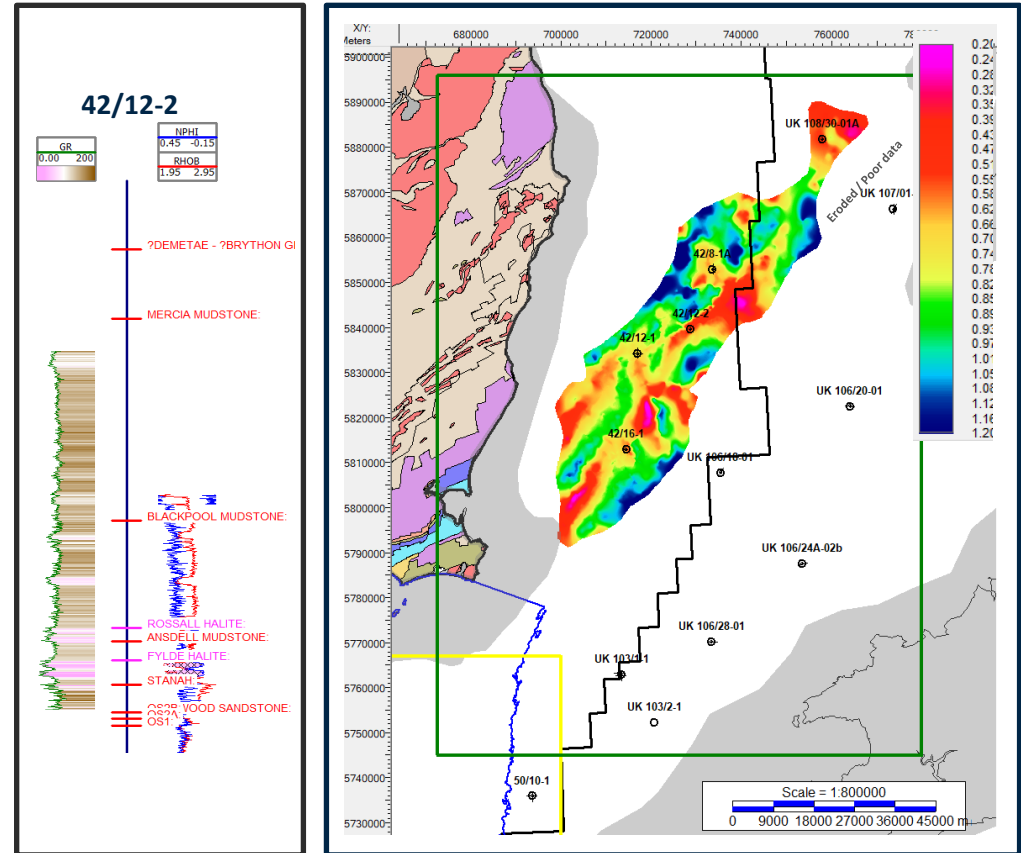 42/12-2
GR
0.00 200
NPHI
0.45 -0.15
RHOB
1.95 2.95
?DEMETAE - ?BRYTHON GI
MERCIA MUDSTONE:
BLACKPOOL MUDSTONE:
ROSSALL HALITE:
ANSDELL MUDSTONE:
FYLDE HALITE:
STANAH:
WOOD SANDSTONE:
OS1:
X/Y:
Meters
680000 700000 720000 740000 760000
5900000
5890000
5880000
5870000
5860000
5850000
5840000
5830000
5820000
5810000
5800000
5790000
5780000
5770000
5760000
5750000
5740000
5730000
UK 108/30-01A
Eroded / Poor data
UK 107/01-
42/8-1A
42/12-2
42/12-1
UK 106/20-01
42/16-1
UK 106/18-01
UK 106/24A-02b
UK 106/28-01
UK 103/1-1
UK 103/2-1
50/10-1
0.20
0.24
0.28
0.35
0.39
0.43
0.47
0.51
0.58
0.62
0.66
0.70
0.74
0.78
0.82
0.85
0.89
0.93
0.97
1.01
1.05
1.08
1.12
1.16
1.20
Scale = 1:800000
0 9000 18000 27000 36000 45000 m